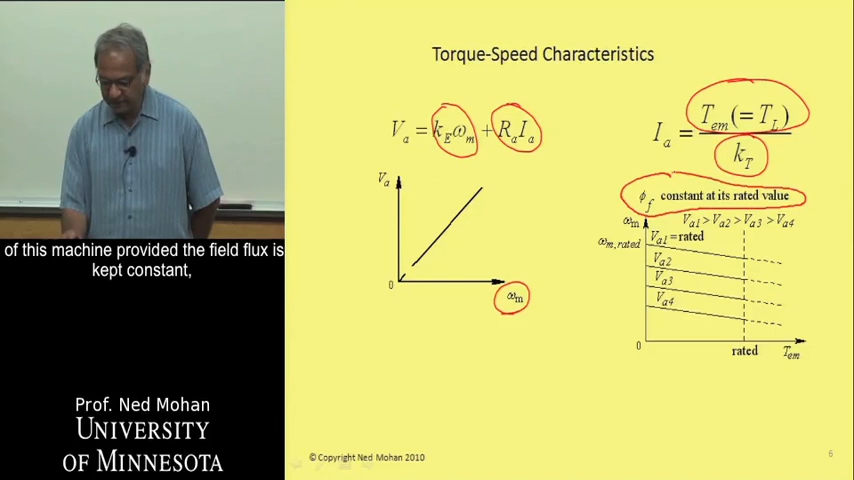 Torque-Speed Characteristics
V_a = k_E ω_m + R_a I_a
I_a = T_em(= T_L) / k_T
ϕ_f constant at its rated value
V_a
0
ω_m
ω_m
V_a1 > V_a2 > V_a3 > V_a4
ω_m,rated
V_a1 = rated
V_a2
V_a3
V_a4
0
rated
T_em
of this machine provided the field flux is
kept constant,
Prof. Ned Mohan
UNIVERSITY
OF MINNESOTA
© Copyright Ned Mohan 2010
6